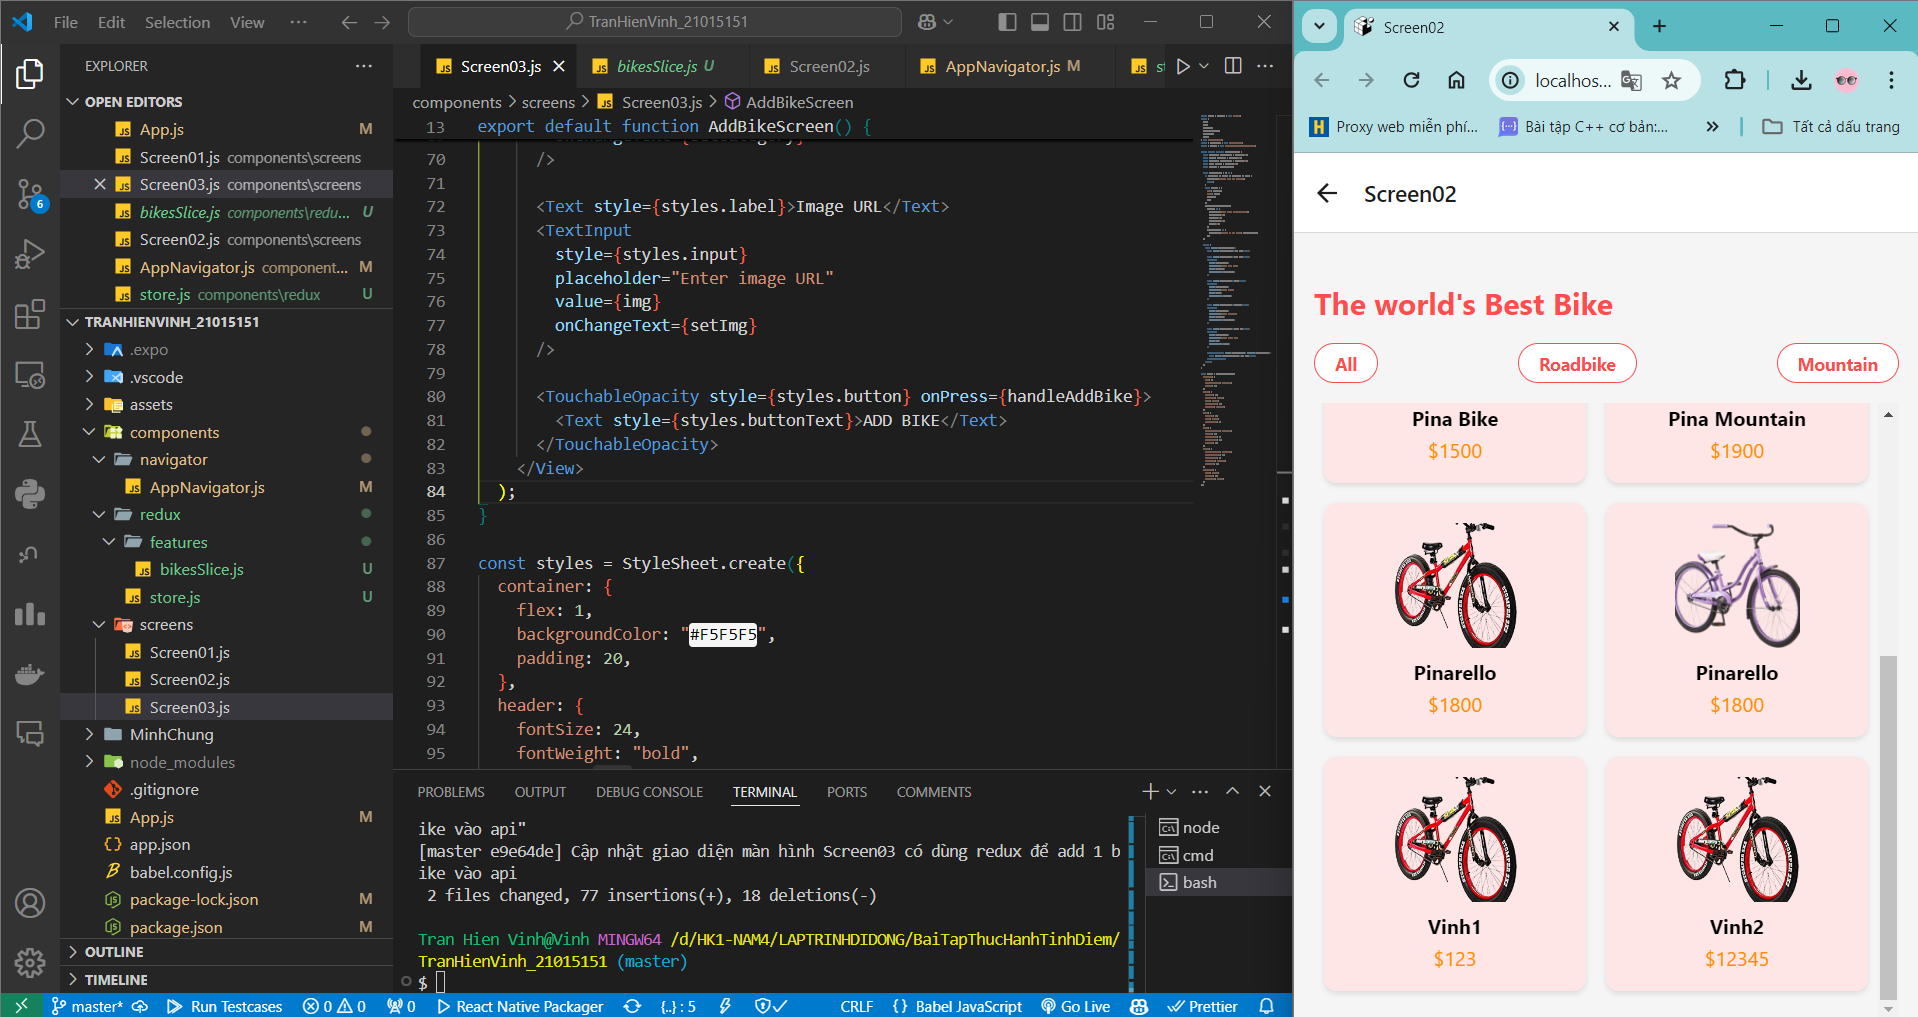 File Edit Selection View ··· TranHienVinh_21015151
EXPLORER
OPEN EDITORS
App.js M
Screen01.js components\screens
Screen03.js components\screens
bikesSlice.js components\redu... U
Screen02.js components\screens
AppNavigator.js component... M
store.js components\redux U
TRANHIENVINH_21015151
.expo
.vscode
assets
components
navigator
AppNavigator.js M
redux
features
bikesSlice.js U
store.js U
screens
Screen01.js
Screen02.js
Screen03.js
MinhChung
node_modules
.gitignore
App.js M
app.json
babel.config.js
package-lock.json M
package.json M
OUTLINE
TIMELINE
Screen03.js bikesSlice.js U Screen02.js AppNavigator.js M st
components > screens > Screen03.js > AddBikeScreen
13 export default function AddBikeScreen() {
70 />
71
72 <Text style={styles.label}>Image URL</Text>
73 <TextInput
74 style={styles.input}
75 placeholder="Enter image URL"
76 value={img}
77 onChangeText={setImg}
78 />
79
80 <TouchableOpacity style={styles.button} onPress={handleAddBike}>
81 <Text style={styles.buttonText}>ADD BIKE</Text>
82 </TouchableOpacity>
83 </View>
84 );
85 }
86
87 const styles = StyleSheet.create({
88 container: {
89 flex: 1,
90 backgroundColor: "#F5F5F5",
91 padding: 20,
92 },
93 header: {
94 fontSize: 24,
95 fontWeight: "bold",
PROBLEMS OUTPUT DEBUG CONSOLE TERMINAL PORTS COMMENTS
ike vào api"
[master e9e64de] Cập nhật giao diện màn hình Screen03 có dùng redux để add 1 b
ike vào api
2 files changed, 77 insertions(+), 18 deletions(-)
Tran Hien Vinh@Vinh MINGW64 /d/HK1-NAM4/LAPTRINHDIDONG/BaiTapThucHanhTinhDiem/
TranHienVinh_21015151 (master)
$
node
cmd
bash
6
master* Run Testcases 0 0 0 React Native Packager {..} : 5 CRLF {} Babel JavaScript Go Live Prettier
Screen02
localhos...
Proxy web miễn phí... Bài tập C++ cơ bản:... » Tất cả dấu trang
Screen02
The world's Best Bike
All Roadbike Mountain
Pina Bike Pina Mountain
$1500 $1900
Pinarello Pinarello
$1800 $1800
Vinh1 Vinh2
$123 $12345